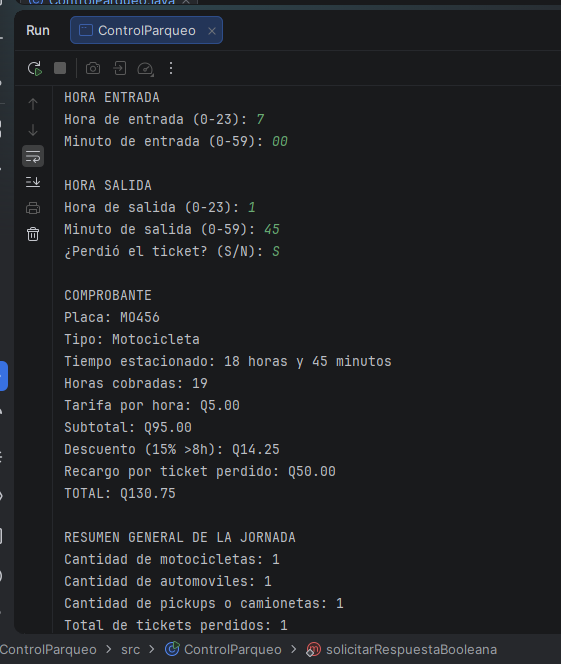 ControlParqueo.java
Run
ControlParqueo
HORA ENTRADA
Hora de entrada (0-23): 7
Minuto de entrada (0-59): 00
HORA SALIDA
Hora de salida (0-23): 1
Minuto de salida (0-59): 45
¿Perdió el ticket? (S/N): S
COMPROBANTE
Placa: MO456
Tipo: Motocicleta
Tiempo estacionado: 18 horas y 45 minutos
Horas cobradas: 19
Tarifa por hora: Q5.00
Subtotal: Q95.00
Descuento (15% >8h): Q14.25
Recargo por ticket perdido: Q50.00
TOTAL: Q130.75
RESUMEN GENERAL DE LA JORNADA
Cantidad de motocicletas: 1
Cantidad de automoviles: 1
Cantidad de pickups o camionetas: 1
Total de tickets perdidos: 1
ControlParqueo > src > ControlParqueo > solicitarRespuestaBooleana